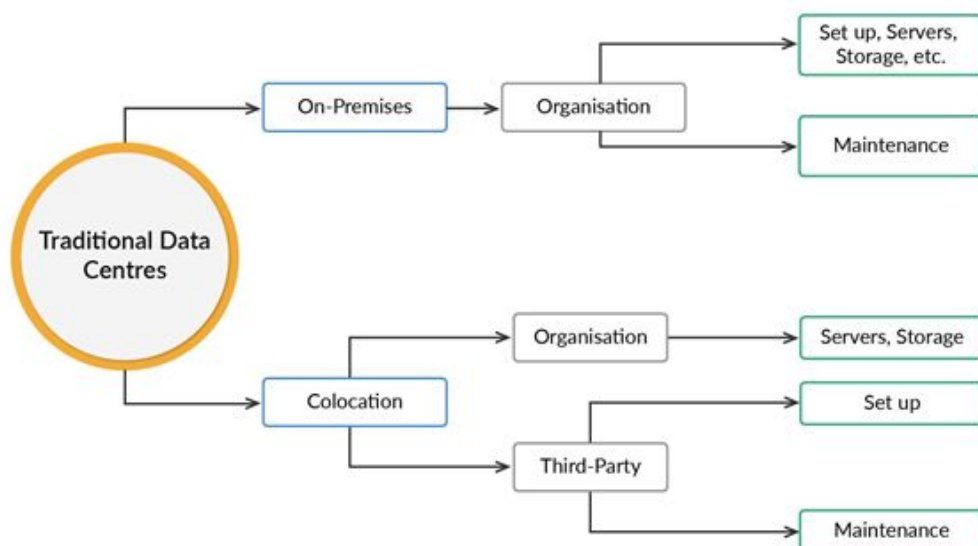 Set up, Servers,
Storage, etc.
On-Premises
Organisation
Maintenance
Traditional Data
Centres
Organisation
Servers, Storage
Colocation
Set up
Third-Party
Maintenance